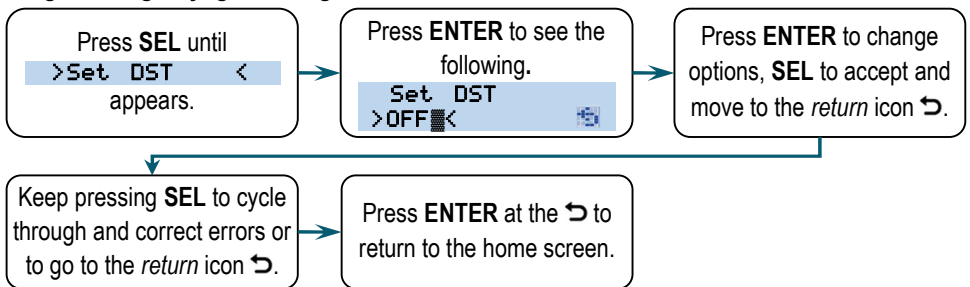 Press SEL until
>Set DST <
appears.
Press ENTER to see the
following.
Set DST
>OFF▓<
Press ENTER to change
options, SEL to accept and
move to the return icon ⮌.
Keep pressing SEL to cycle
through and correct errors or
to go to the return icon ⮌.
Press ENTER at the ⮌ to
return to the home screen.